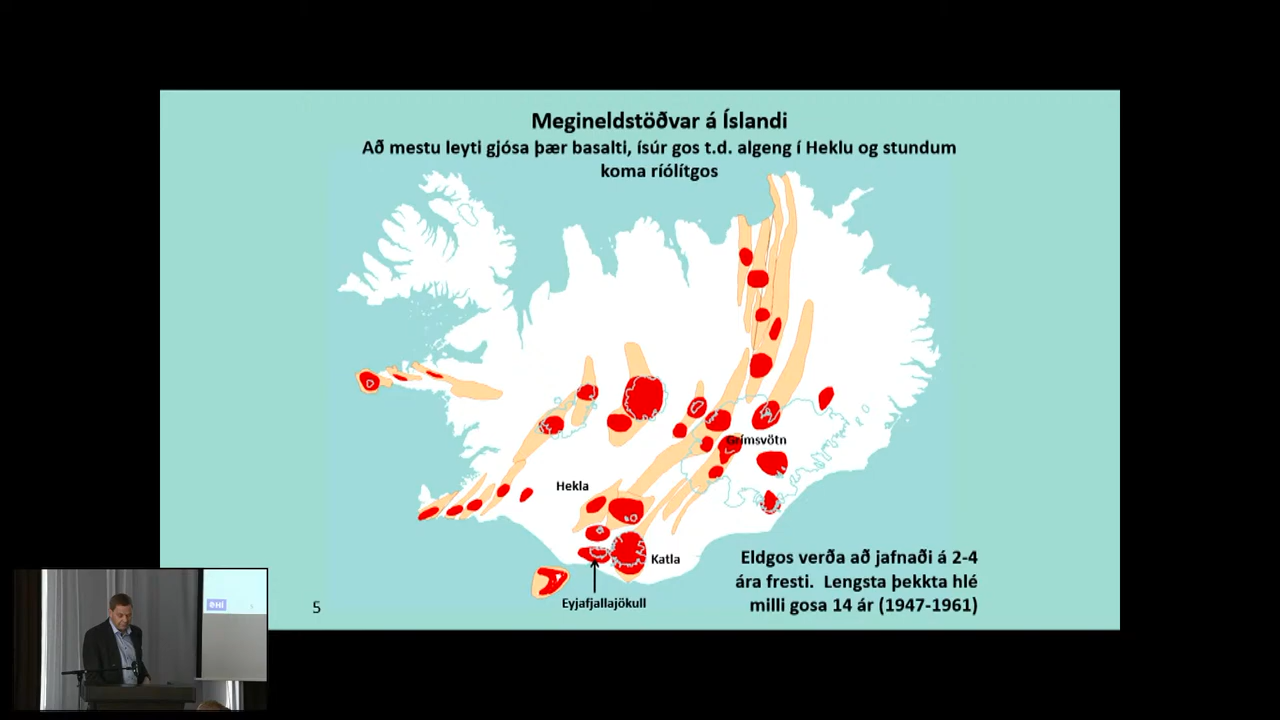 Megineldstöðvar á Íslandi
Að mestu leyti gjósa þær basalti, ísúr gos t.d. algeng í Heklu og stundum
koma ríólítgos
Grímsvötn
Hekla
Katla
Eldgos verða að jafnaði á 2-4
ára fresti. Lengsta þekkta hlé
milli gosa 14 ár (1947-1961)
Eyjafjallajökull
5